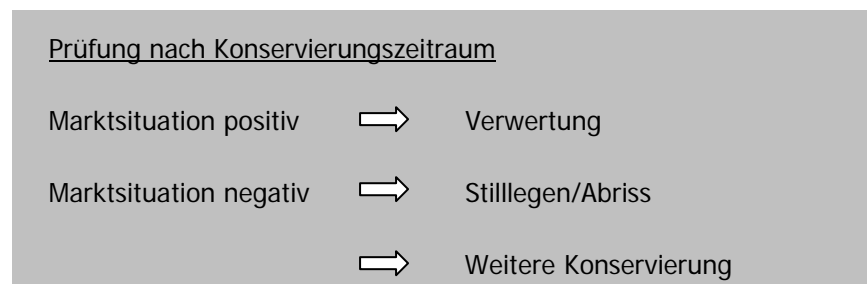 Prüfung nach Konservierungszeitraum
Marktsituation positiv Verwertung
Marktsituation negativ Stilllegen/Abriss
Weitere Konservierung